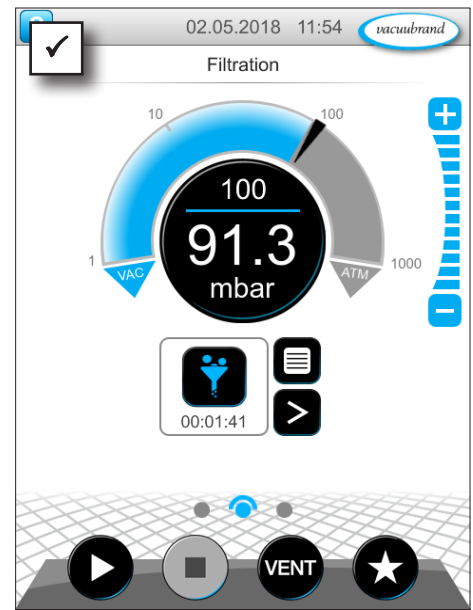 02.05.2018 11:54 vacuubrand
Filtration
10 100
1 VAC ATM 1000
100
91.3
mbar
00:01:41
VENT